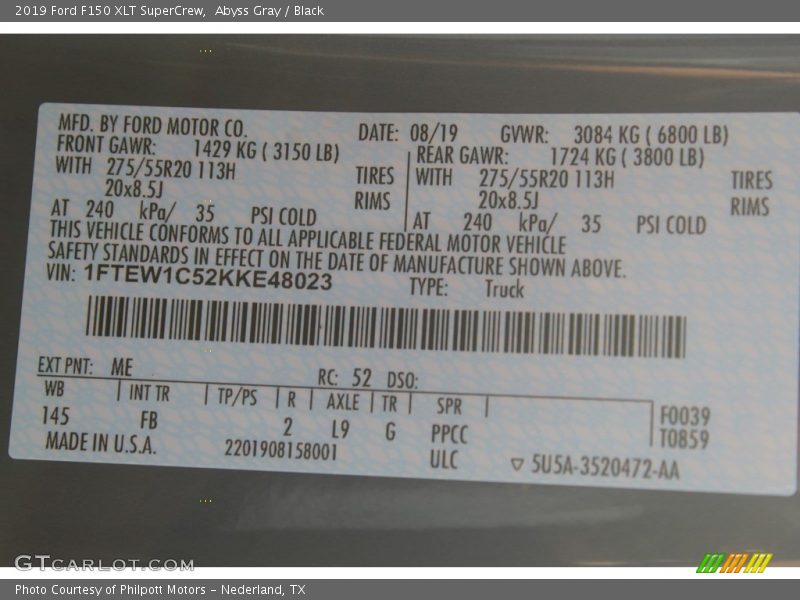 2019 Ford F150 XLT SuperCrew, Abyss Gray / Black
MFD. BY FORD MOTOR CO. DATE: 08/19 GVWR: 3084 KG ( 6800 LB)
FRONT GAWR: 1429 KG ( 3150 LB) REAR GAWR: 1724 KG ( 3800 LB)
WITH 275/55R20 113H TIRES WITH 275/55R20 113H TIRES
20x8.5J RIMS 20x8.5J RIMS
AT 240 kPa/ 35 PSI COLD AT 240 kPa/ 35 PSI COLD
THIS VEHICLE CONFORMS TO ALL APPLICABLE FEDERAL MOTOR VEHICLE
SAFETY STANDARDS IN EFFECT ON THE DATE OF MANUFACTURE SHOWN ABOVE.
VIN: 1FTEW1C52KKE48023 TYPE: Truck
EXT PNT: ME RC: 52 DSO:
WB INT TR TP/PS R AXLE TR SPR F0039
145 FB 2 L9 G PPCC T0859
MADE IN U.S.A. 2201908158001 ULC ▽ 5U5A-3520472-AA
GTCARLOT.COM
Photo Courtesy of Philpott Motors - Nederland, TX